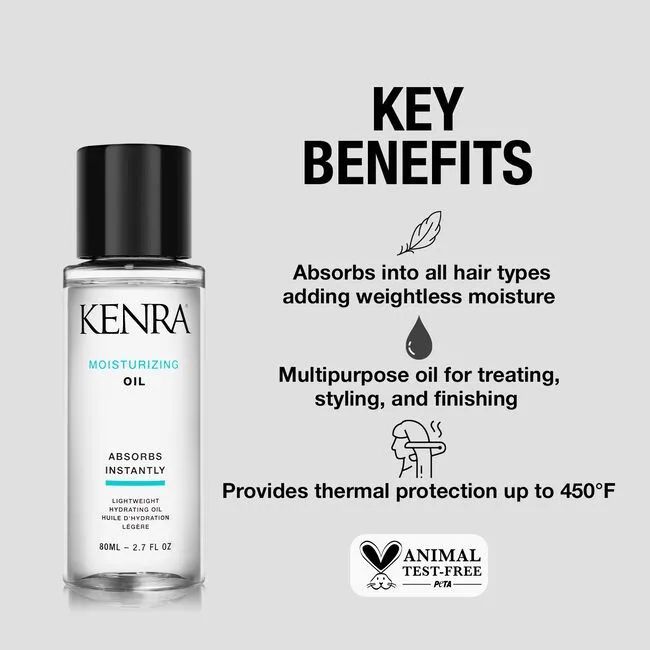 KENRA
MOISTURIZING
OIL
ABSORBS
INSTANTLY
LIGHTWEIGHT
HYDRATING OIL
HUILE D'HYDRATION
LÉGÈRE
80ML – 2.7 FL OZ
KEY
BENEFITS
Absorbs into all hair types
adding weightless moisture
Multipurpose oil for treating,
styling, and finishing
Provides thermal protection up to 450°F
ANIMAL
TEST-FREE
PETA